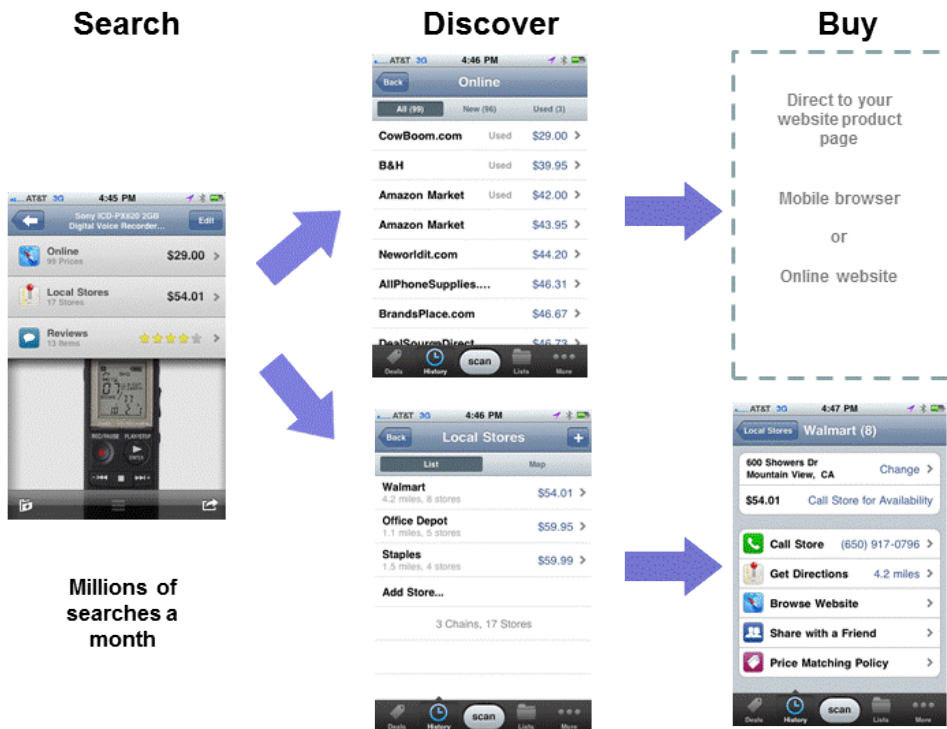 Search
Discover
Buy
AT&T 3G 4:45 PM
Sony ICD-PX820 2GB
Digital Voice Recorder...
Edit
Online
99 Prices
$29.00
Local Stores
17 Stores
$54.01
Reviews
13 Items
REC/PAUSE PLAY/STOP
ENTER
Millions of
searches a
month
AT&T 3G 4:46 PM
Back Online
All (99) New (96) Used (3)
CowBoom.com Used $29.00
B&H Used $39.95
Amazon Market Used $42.00
Amazon Market $43.95
Neworldit.com $44.20
AllPhoneSupplies.... $46.31
BrandsPlace.com $46.67
DealSourceDirect $46.73
Deals History scan Lists More
AT&T 3G 4:46 PM
Back Local Stores +
List Map
Walmart $54.01
4.2 miles, 8 stores
Office Depot $59.95
1.1 miles, 5 stores
Staples $59.99
1.5 miles, 4 stores
Add Store...
3 Chains, 17 Stores
Deals History scan Lists More
Direct to your
website product
page
Mobile browser
or
Online website
AT&T 3G 4:47 PM
Local Stores Walmart (8)
600 Showers Dr
Mountain View, CA
Change
$54.01 Call Store for Availability
Call Store (650) 917-0796
Get Directions 4.2 miles
Browse Website
Share with a Friend
Price Matching Policy
Deals History scan Lists More